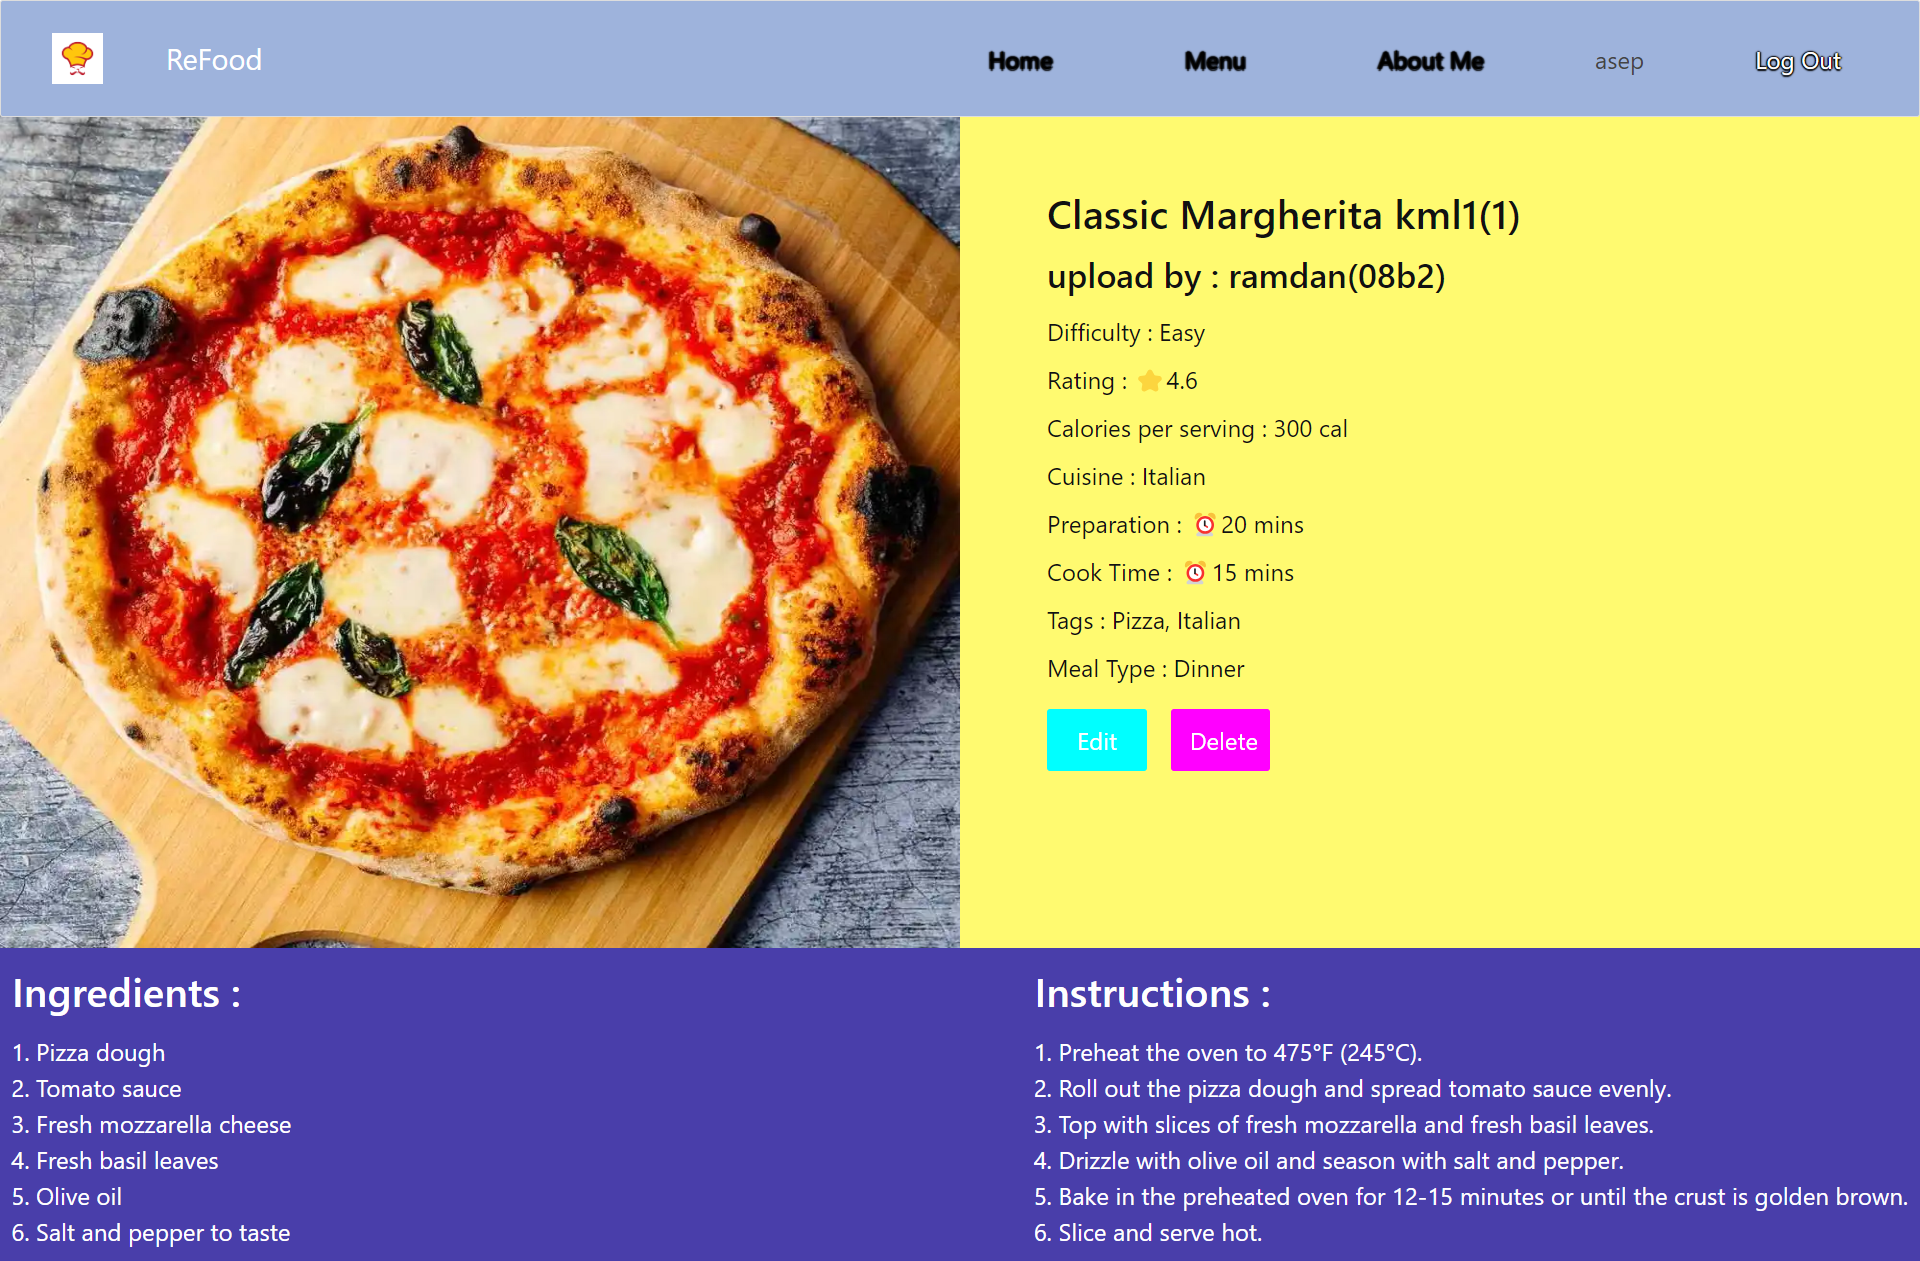 ReFood
Home
Menu
About Me
asep
Log Out
Classic Margherita kml1(1)
upload by : ramdan(08b2)
Difficulty : Easy
Rating : ⭐4.6
Calories per serving : 300 cal
Cuisine : Italian
Preparation : ⏰20 mins
Cook Time : ⏰15 mins
Tags : Pizza, Italian
Meal Type : Dinner
Edit
Delete
Ingredients :
1. Pizza dough
2. Tomato sauce
3. Fresh mozzarella cheese
4. Fresh basil leaves
5. Olive oil
6. Salt and pepper to taste
Instructions :
1. Preheat the oven to 475°F (245°C).
2. Roll out the pizza dough and spread tomato sauce evenly.
3. Top with slices of fresh mozzarella and fresh basil leaves.
4. Drizzle with olive oil and season with salt and pepper.
5. Bake in the preheated oven for 12-15 minutes or until the crust is golden brown.
6. Slice and serve hot.